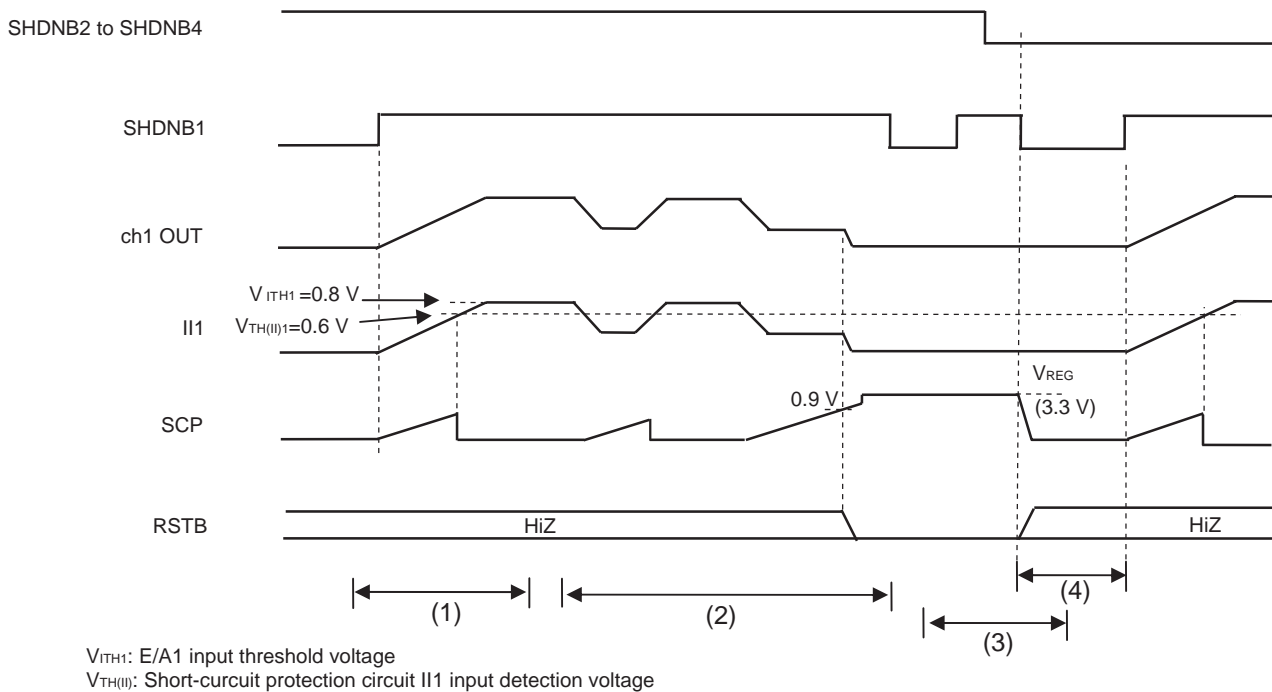 SHDNB2 to SHDNB4
SHDNB1
ch1 OUT
VITH1 =0.8 V
VTH(II)1=0.6 V
II1
VREG
(3.3 V)
0.9 V
SCP
RSTB
HiZ
HiZ
(1)
(2)
(3)
(4)
VITH1: E/A1 input threshold voltage
VTH(II): Short-curcuit protection circuit II1 input detection voltage